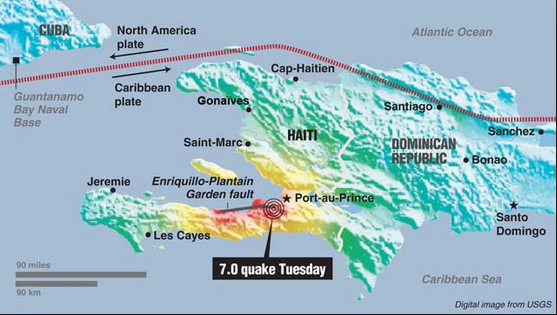 CUBA
North America
plate
Atlantic Ocean
Caribbean
plate
Cap-Haitien
Guantanamo
Bay Naval
Base
Gonaïves
Santiago
HAITI
Sanchez
Saint-Marc
DOMINICAN
REPUBLIC
Bonao
Jeremie
Enriquillo-Plantain
Garden fault
Port-au-Prince
Santo
Domingo
Les Cayes
7.0 quake Tuesday
90 miles
90 km
Caribbean Sea
Digital image from USGS